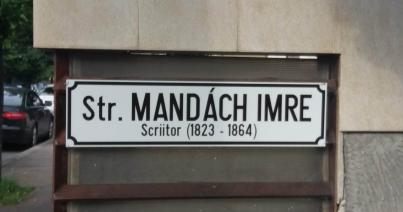 Str. MANDÁCH IMRE
Scriitor (1823 - 1864)